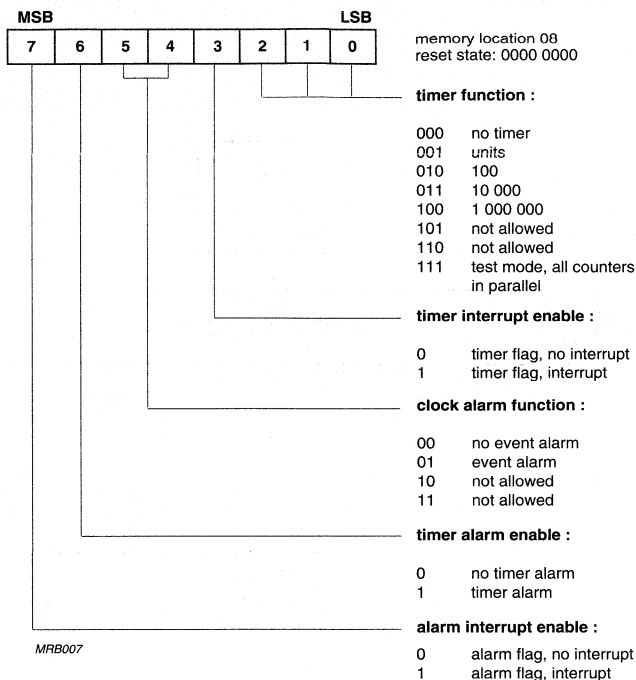 MSB LSB
7 6 5 4 3 2 1 0
memory location 08
reset state: 0000 0000
timer function :
000 no timer
001 units
010 100
011 10 000
100 1 000 000
101 not allowed
110 not allowed
111 test mode, all counters
in parallel
timer interrupt enable :
0 timer flag, no interrupt
1 timer flag, interrupt
clock alarm function :
00 no event alarm
01 event alarm
10 not allowed
11 not allowed
timer alarm enable :
0 no timer alarm
1 timer alarm
alarm interrupt enable :
MRB007
0 alarm flag, no interrupt
1 alarm flag, interrupt